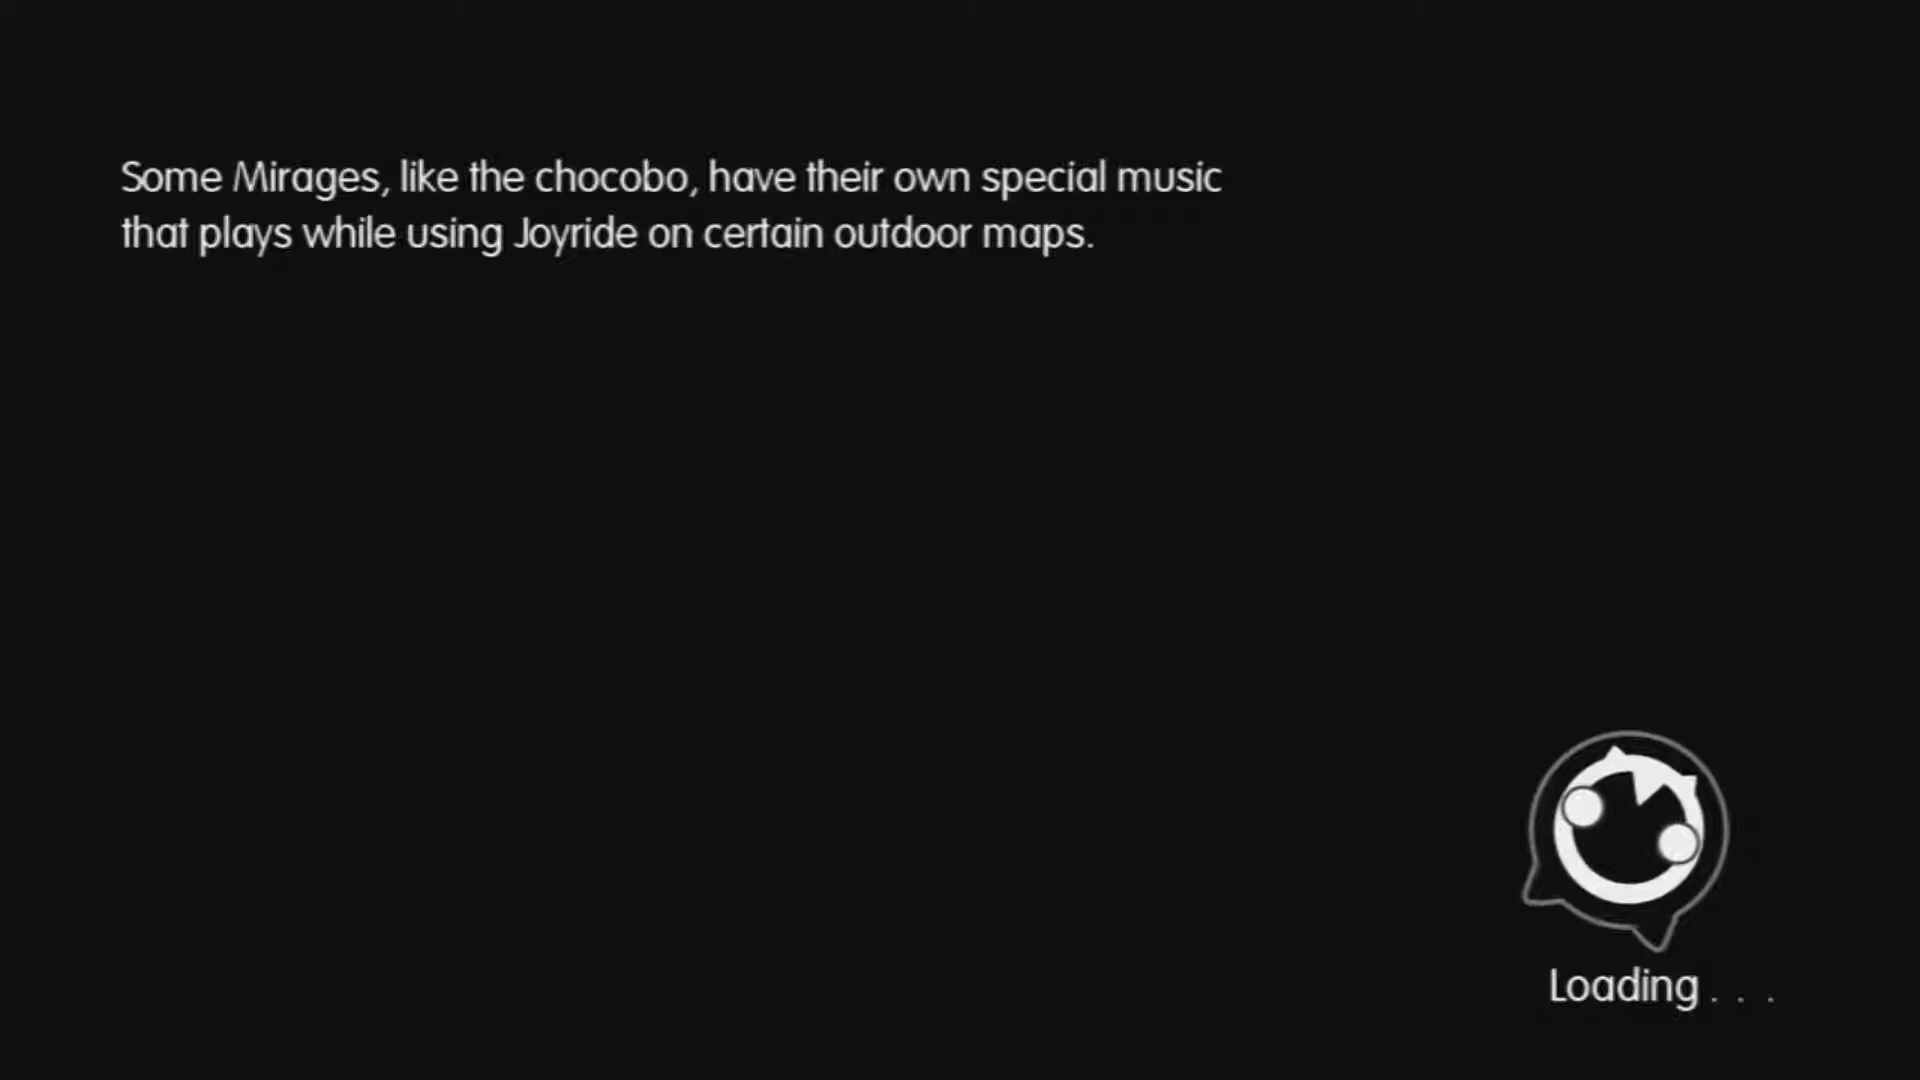 Some Mirages, like the chocobo, have their own special music
that plays while using Joyride on certain outdoor maps.
Loading . . .